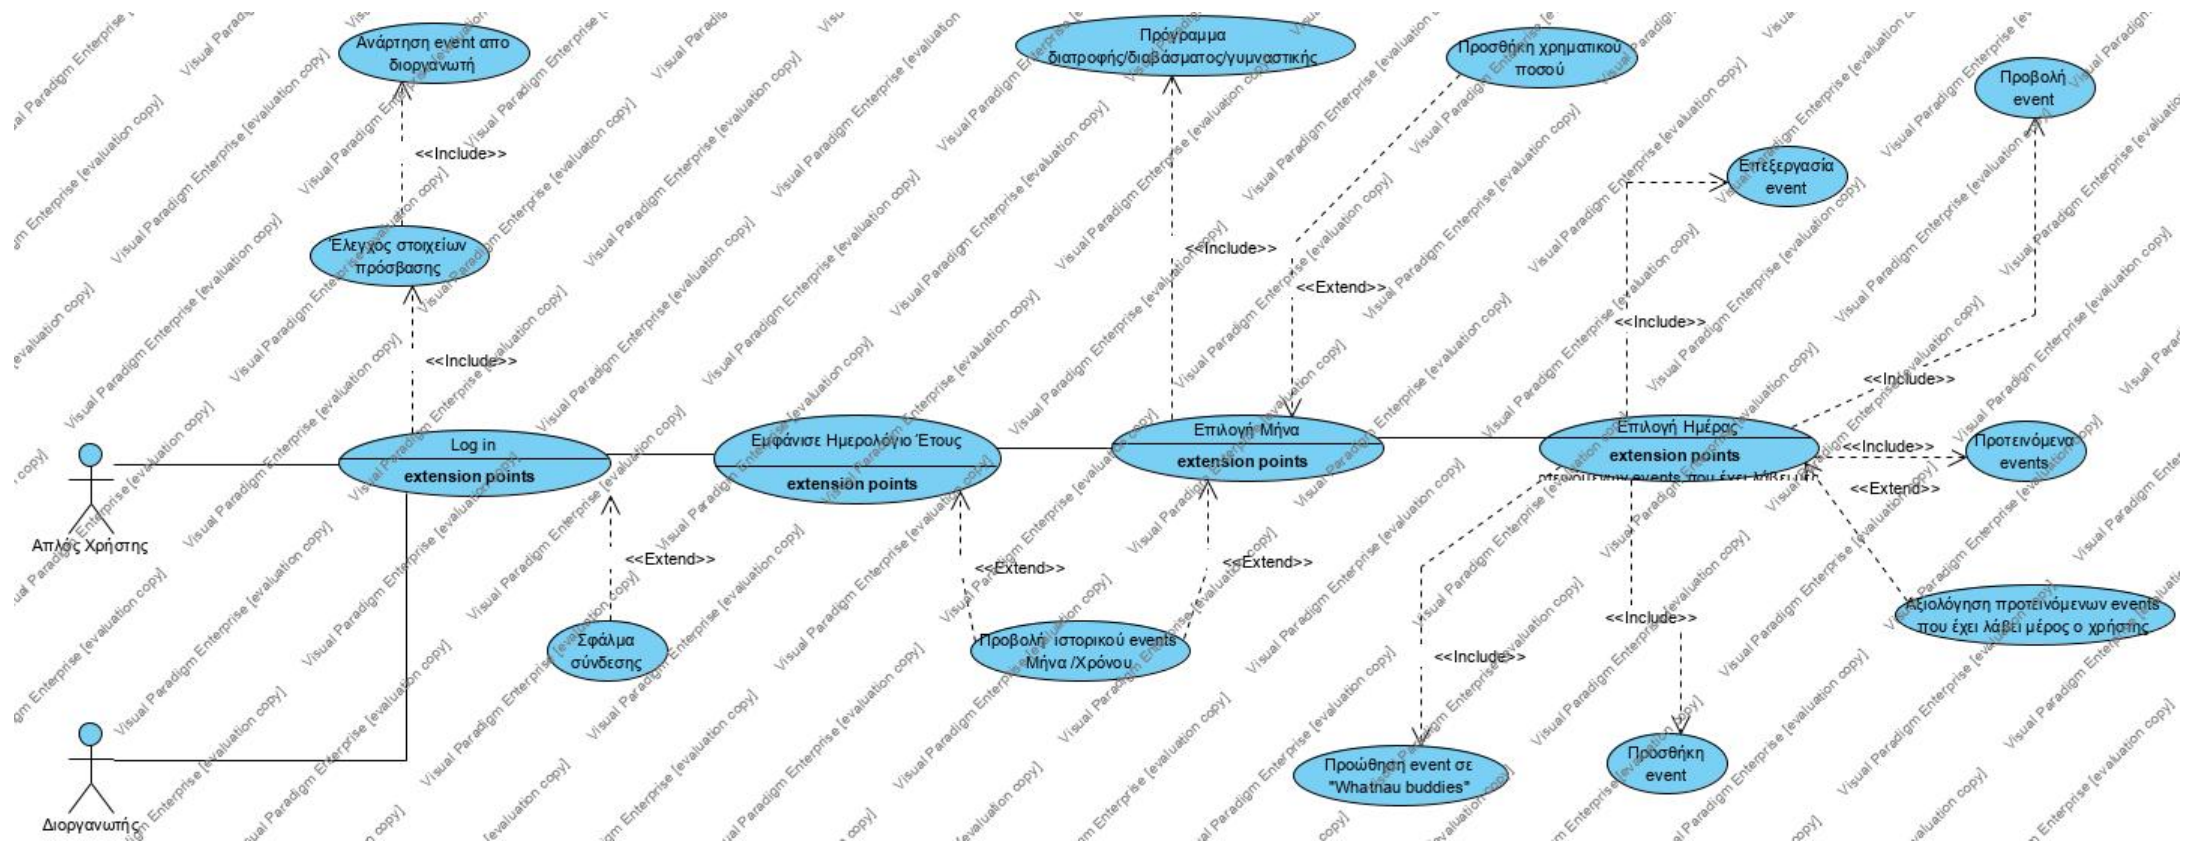 Ανάρτηση event απο
διοργανωτή
Πρόγραμμα
διατροφής/διαβάσματος/γυμναστικής
Προσθήκη χρηματικού
ποσού
Προβολή
event
<<Include>>
Επεξεργασία
event
Έλεγχος στοιχείων
πρόσβασης
<<Include>>
<<Extend>>
<<Include>>
<<Include>>
<<Include>>
Log in
extension points
Εμφάνισε Ημερολόγιο Έτους
extension points
Επιλογή Μήνα
extension points
Επιλογή Ημέρας
extension points
events που έχει λάβει
<<Include>>
Προτεινόμενα
events
<<Extend>>
Απλός Χρήστης
<<Extend>>
<<Extend>>
<<Extend>>
Σφάλμα
σύνδεσης
Προβολή ιστορικού events
Μήνα /Χρόνου
<<Include>>
<<Include>>
Αξιολόγηση προτεινόμενων events
που έχει λάβει μέρος ο χρήστης
Προώθηση event σε
"Whatnau buddies"
Προσθήκη
event
Διοργανωτής
Visual Paradigm Enterprise [evaluation copy]